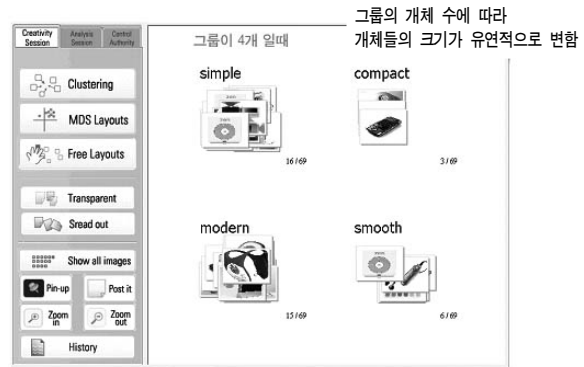 그룹의 개체 수에 따라
개체들의 크기가 유연적으로 변함
Creativity Session
Analysis Session
Control Authority
Clustering
MDS Layouts
Free Layouts
Transparent
Sread out
Show all images
Pin-up
Post it
Zoom in
Zoom out
History
그룹이 4개 일때
simple
compact
16/69
3/69
modern
smooth
15/69
6/69